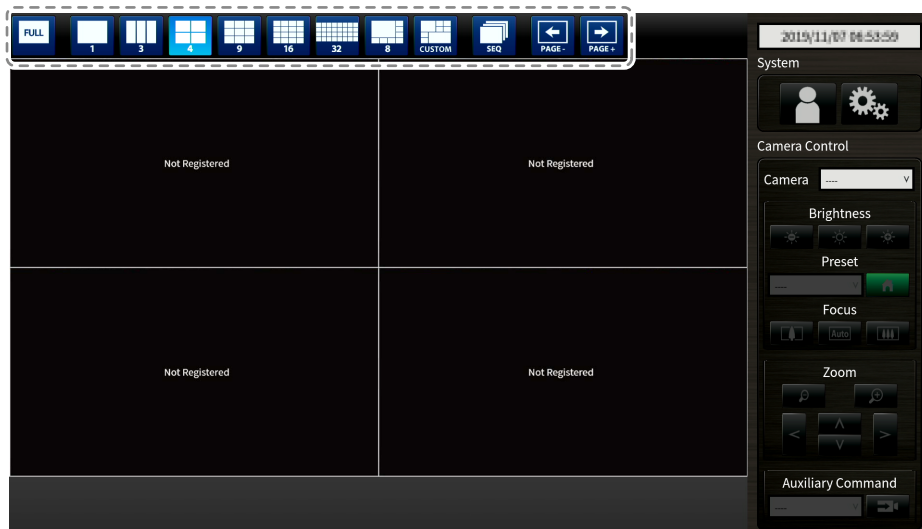 FULL 1 3 4 9 16 32 8 CUSTOM SEQ PAGE - PAGE +
2019/11/07 06:53:59
System
Camera Control
Camera ---- v
Brightness
Preset
---- v
Focus
Auto
Zoom
Auxiliary Command
---- v
Not Registered Not Registered
Not Registered Not Registered